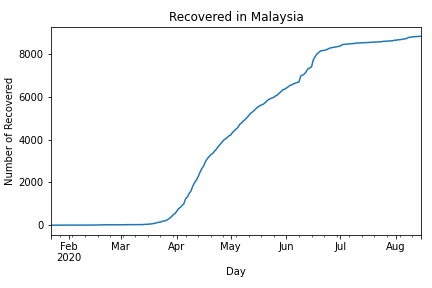 Recovered in Malaysia
Number of Recovered
8000
6000
4000
2000
0
Feb Mar Apr May Jun Jul Aug
2020
Day